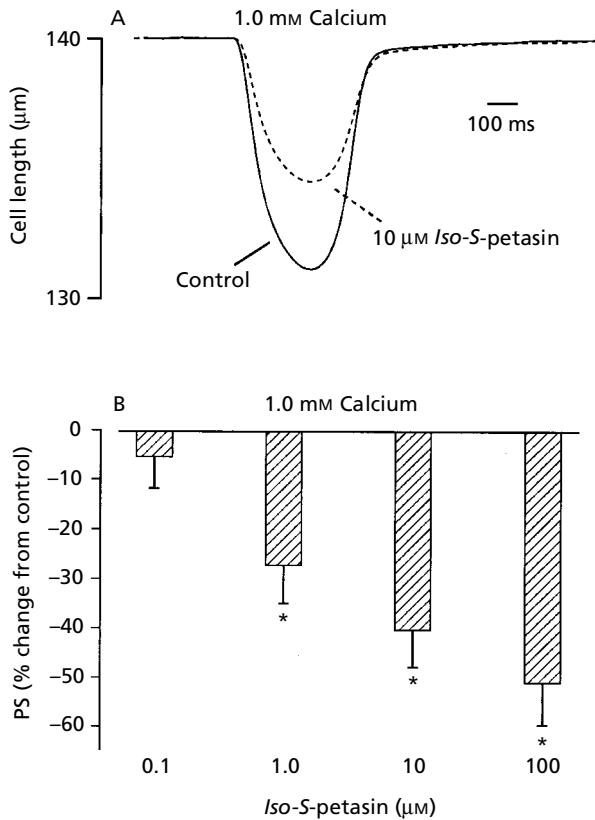 A 1.0 mM Calcium
140
130
Cell length (μm)
100 ms
10 μM Iso-S-petasin
Control
B 1.0 mM Calcium
0
−10
−20
−30
−40
−50
−60
PS (% change from control)
*
*
*
0.1 1.0 10 100
Iso-S-petasin (μM)